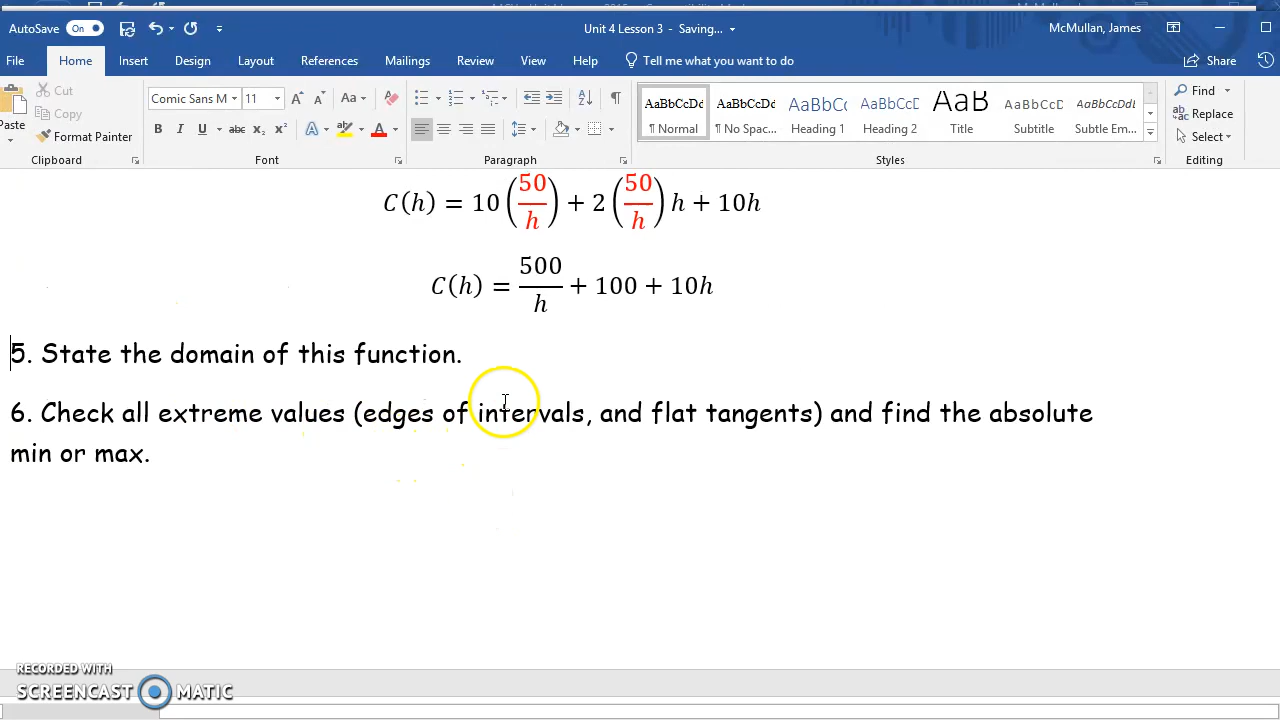 AutoSave On Unit 4 Lesson 3 - Saving... McMullan, James
File Home Insert Design Layout References Mailings Review View Help Tell me what you want to do Share
Paste Cut Copy Format Painter
Comic Sans M 11
Clipboard Font Paragraph Styles Editing
AaBbCcDc ¶ Normal
AaBbCcDc ¶ No Spac...
AaBbCc Heading 1
AaBbCcD Heading 2
AaB Title
AaBbCcD Subtitle
AaBbCcDdL Subtle Em...
Find
Replace
Select
C(h) = 10(50/h) + 2(50/h)h + 10h
C(h) = 500/h + 100 + 10h
5. State the domain of this function.
6. Check all extreme values (edges of intervals, and flat tangents) and find the absolute
min or max.
RECORDED WITH
SCREENCAST MATIC